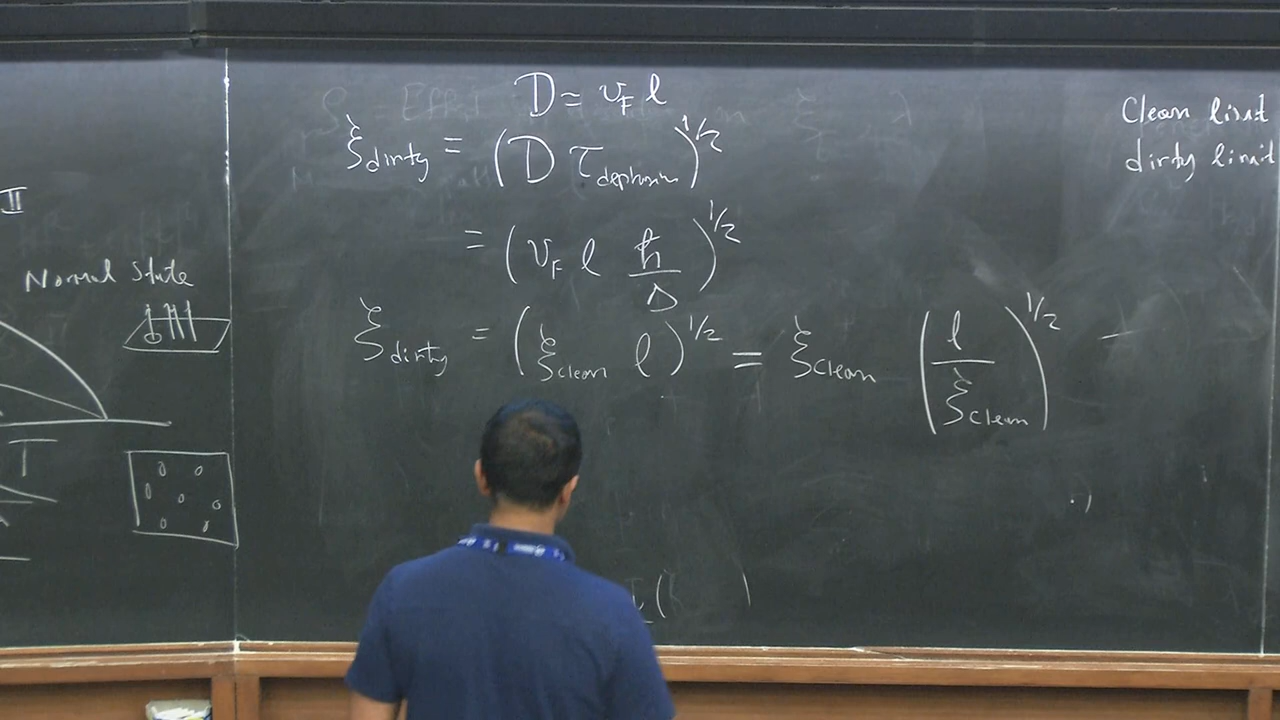 II
Normal State
T
D = v_F l
ξ_dirty = (D τ_dephasing)^1/2
= (v_F l ħ/Δ)^1/2
ξ_dirty = (ξ_clean l)^1/2 = ξ_clean (l/ξ_clean)^1/2
Clean limit
dirty limit